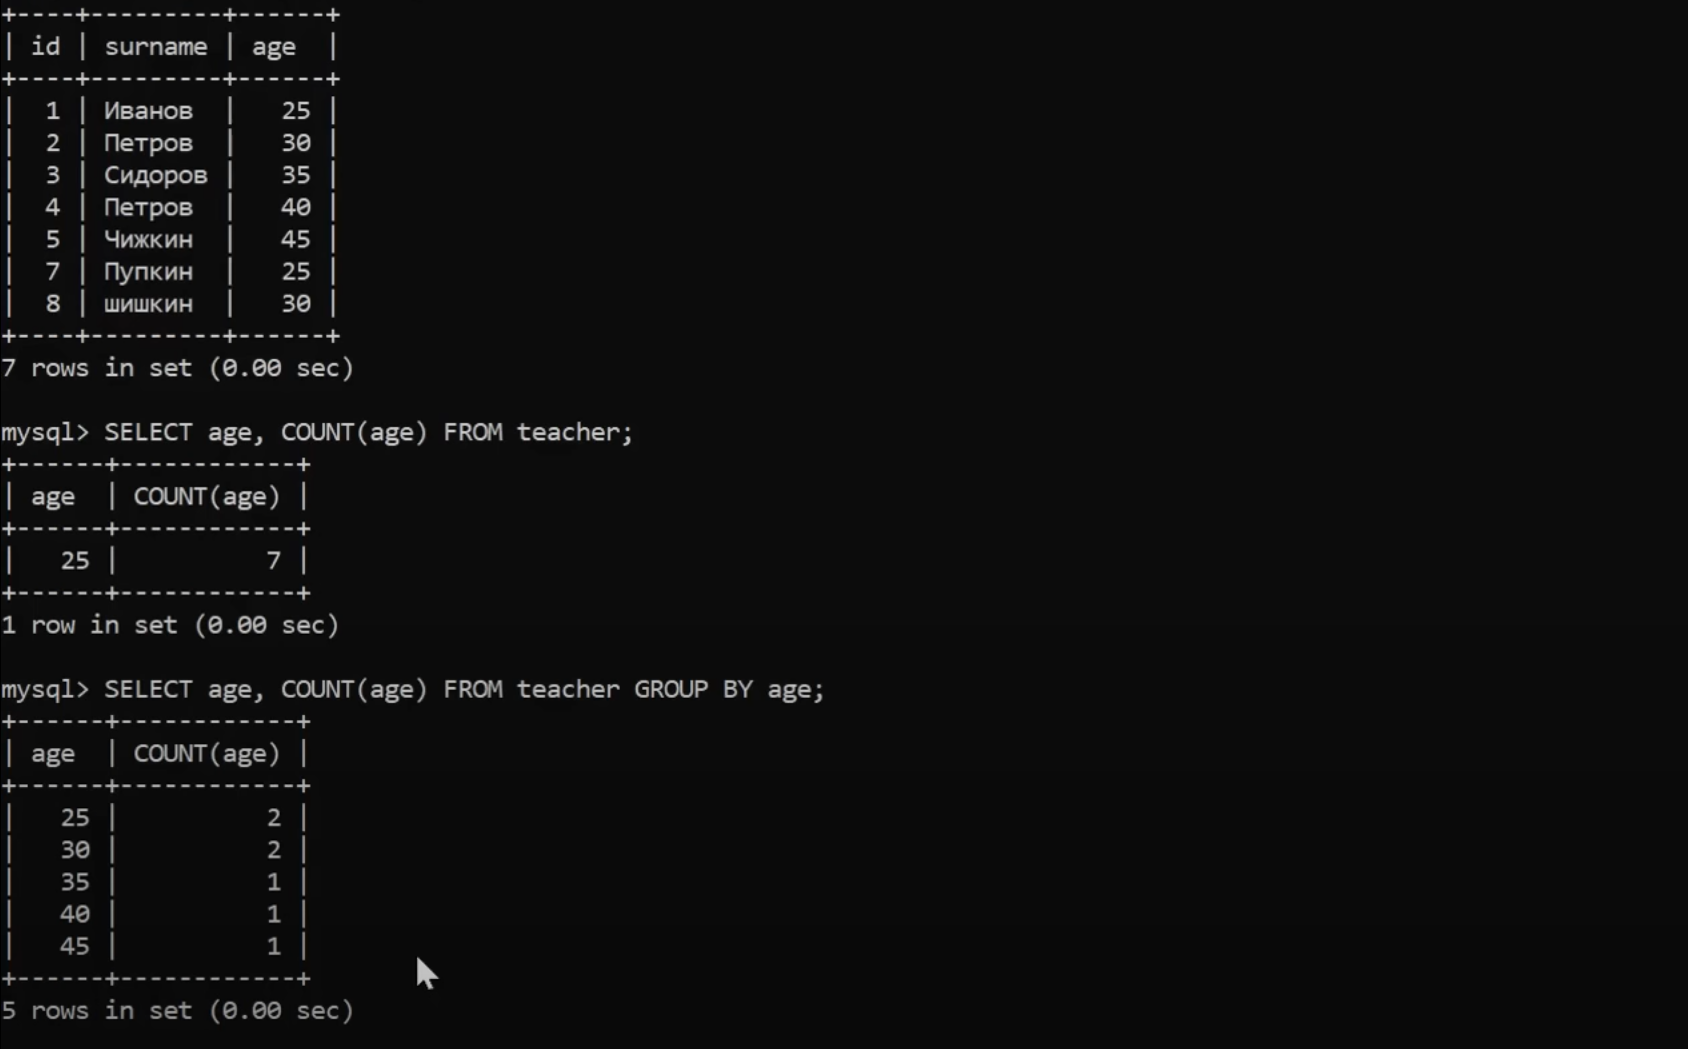 +----+---------+------+
| id | surname | age  |
+----+---------+------+
|  1 | Иванов  |   25 |
|  2 | Петров  |   30 |
|  3 | Сидоров |   35 |
|  4 | Петров  |   40 |
|  5 | Чижкин  |   45 |
|  7 | Пупкин  |   25 |
|  8 | шишкин  |   30 |
+----+---------+------+
7 rows in set (0.00 sec)
mysql> SELECT age, COUNT(age) FROM teacher;
+------+------------+
| age  | COUNT(age) |
+------+------------+
|   25 |          7 |
+------+------------+
1 row in set (0.00 sec)
mysql> SELECT age, COUNT(age) FROM teacher GROUP BY age;
+------+------------+
| age  | COUNT(age) |
+------+------------+
|   25 |          2 |
|   30 |          2 |
|   35 |          1 |
|   40 |          1 |
|   45 |          1 |
+------+------------+
5 rows in set (0.00 sec)